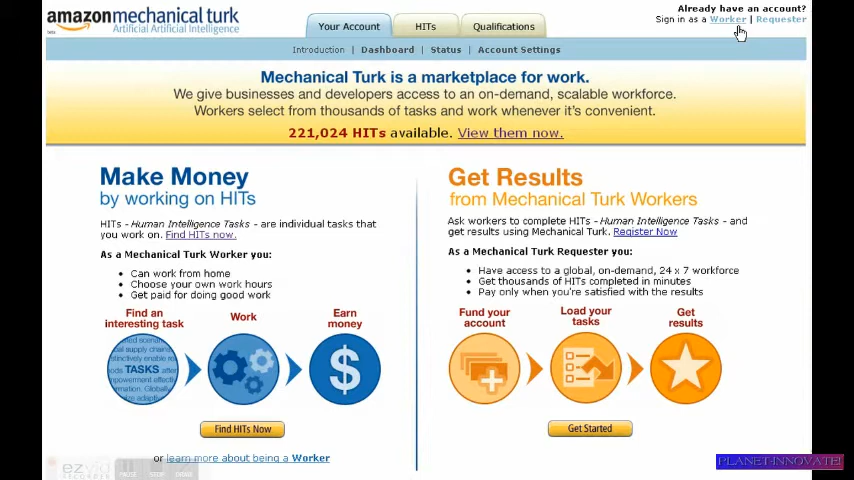 amazonmechanical turk
beta
Artificial Artificial Intelligence
Your Account
HITs
Qualifications
Already have an account?
Sign in as a Worker | Requester
Introduction | Dashboard | Status | Account Settings
Mechanical Turk is a marketplace for work.
We give businesses and developers access to an on-demand, scalable workforce.
Workers select from thousands of tasks and work whenever it's convenient.
221,024 HITs available. View them now.
Make Money
by working on HITs
HITs - Human Intelligence Tasks - are individual tasks that
you work on. Find HITs now.
As a Mechanical Turk Worker you:
• Can work from home
• Choose your own work hours
• Get paid for doing good work
Find an
interesting task
Work
Earn
money
TASKS
$
Find HITs Now
or learn more about being a Worker
Get Results
from Mechanical Turk Workers
Ask workers to complete HITs - Human Intelligence Tasks - and
get results using Mechanical Turk. Register Now
As a Mechanical Turk Requester you:
• Have access to a global, on-demand, 24 x 7 workforce
• Get thousands of HITs completed in minutes
• Pay only when you're satisfied with the results
Fund your
account
Load your
tasks
Get
results
Get Started
ezvid
RECORDER
PAUSE
STOP
PLANET-INNOVATE!